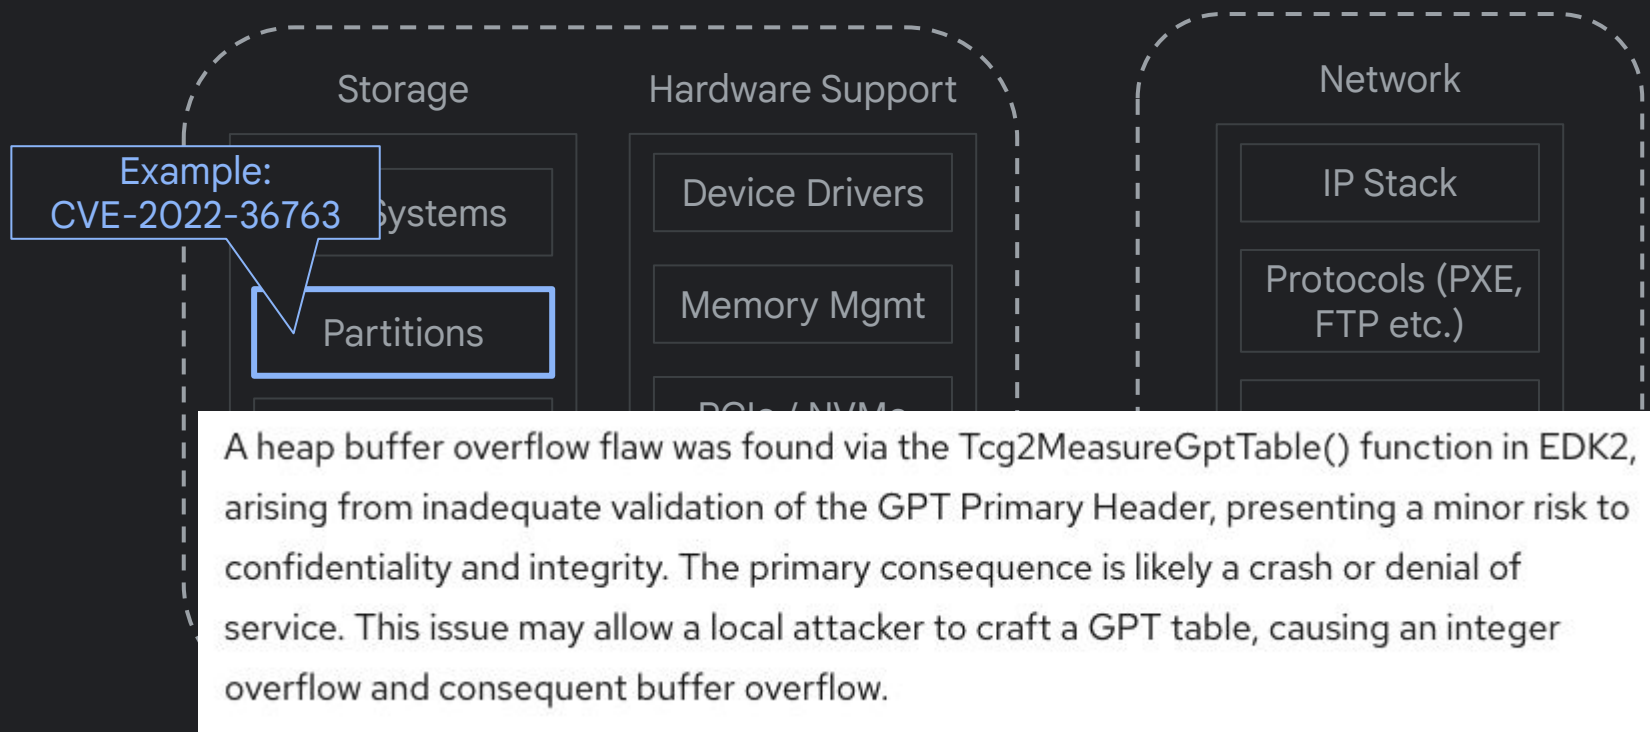 Storage
Hardware Support
Network
Example:
CVE-2022-36763
Systems
Partitions
Device Drivers
Memory Mgmt
PCIe / NVMe
IP Stack
Protocols (PXE,
FTP etc.)
A heap buffer overflow flaw was found via the Tcg2MeasureGptTable() function in EDK2,
arising from inadequate validation of the GPT Primary Header, presenting a minor risk to
confidentiality and integrity. The primary consequence is likely a crash or denial of
service. This issue may allow a local attacker to craft a GPT table, causing an integer
overflow and consequent buffer overflow.